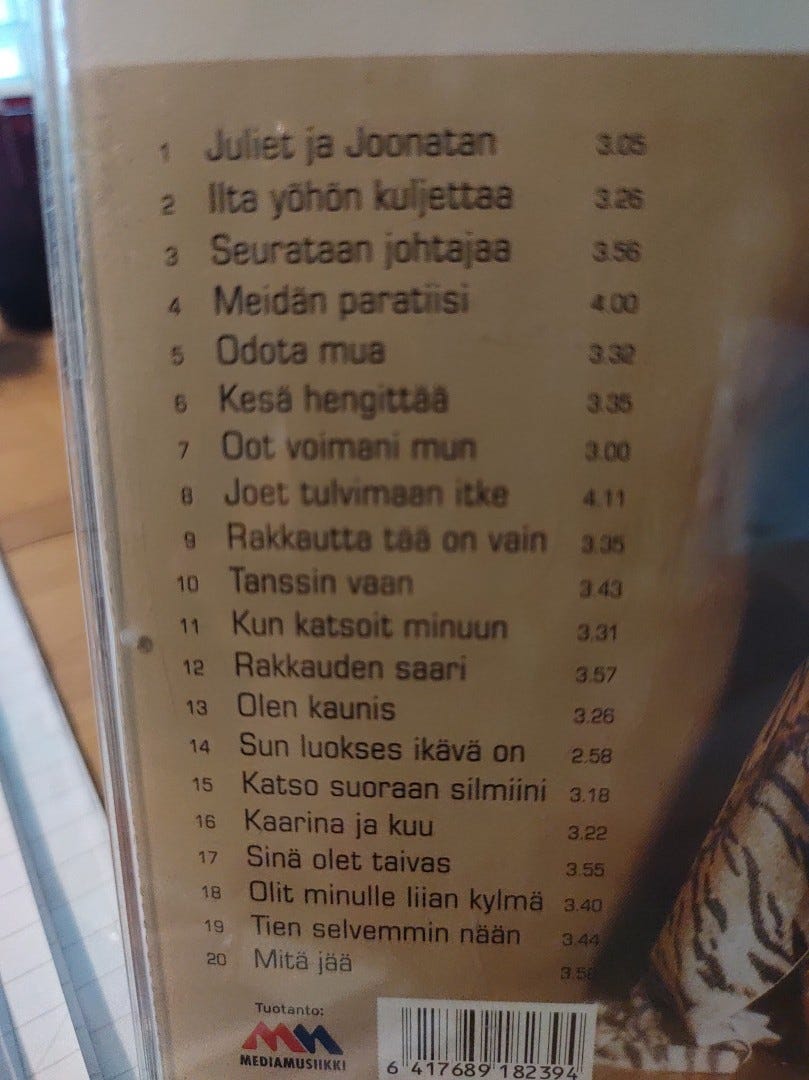 1 Juliet ja Joonatan 3.05
2 Ilta yöhön kuljettaa 3.26
3 Seurataan johtajaa 3.56
4 Meidän paratiisi 4.00
5 Odota mua 3.32
6 Kesä hengittää 3.35
7 Oot voimani mun 3.00
8 Joet tulvimaan itke 4.11
9 Rakkautta tää on vain 3.35
10 Tanssin vaan 3.43
11 Kun katsoit minuun 3.31
12 Rakkauden saari 3.57
13 Olen kaunis 3.26
14 Sun luokses ikävä on 2.58
15 Katso suoraan silmiini 3.18
16 Kaarina ja kuu 3.22
17 Sinä olet taivas 3.55
18 Olit minulle liian kylmä 3.40
19 Tien selvemmin nään 3.44
20 Mitä jää
Tuotanto:
MEDIAMUSIIKKI
6 417689 182394